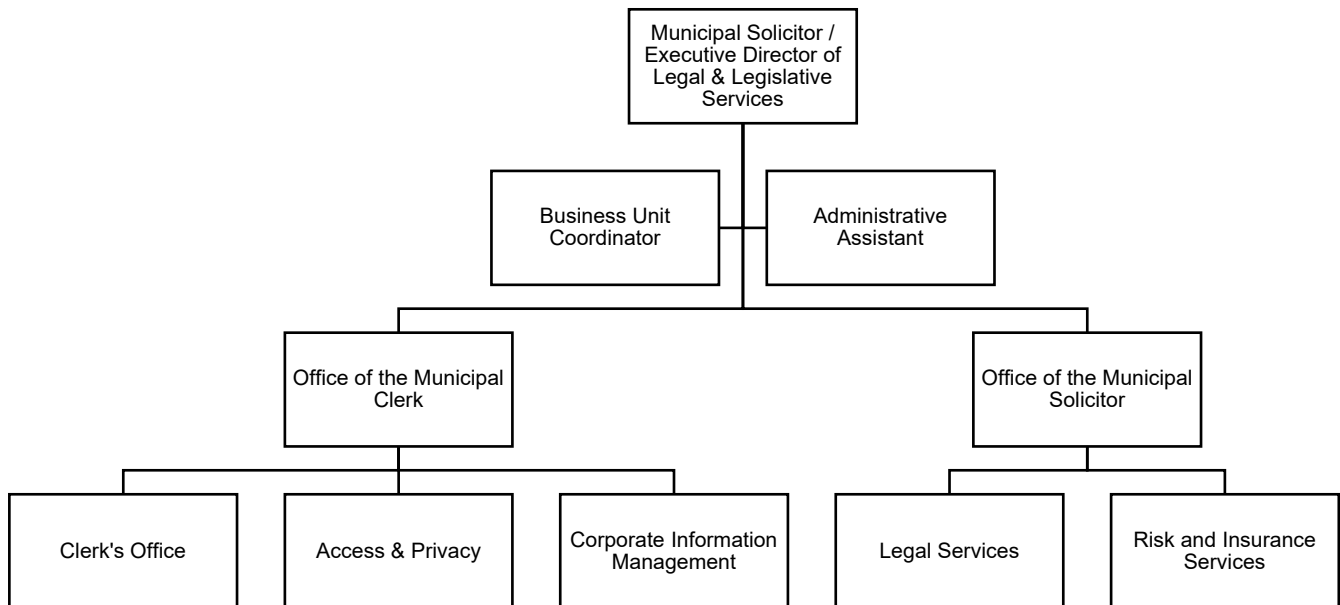 Municipal Solicitor /
Executive Director of
Legal & Legislative
Services
Business Unit
Coordinator
Administrative
Assistant
Office of the Municipal
Clerk
Office of the Municipal
Solicitor
Clerk's Office
Access & Privacy
Corporate Information
Management
Legal Services
Risk and Insurance
Services